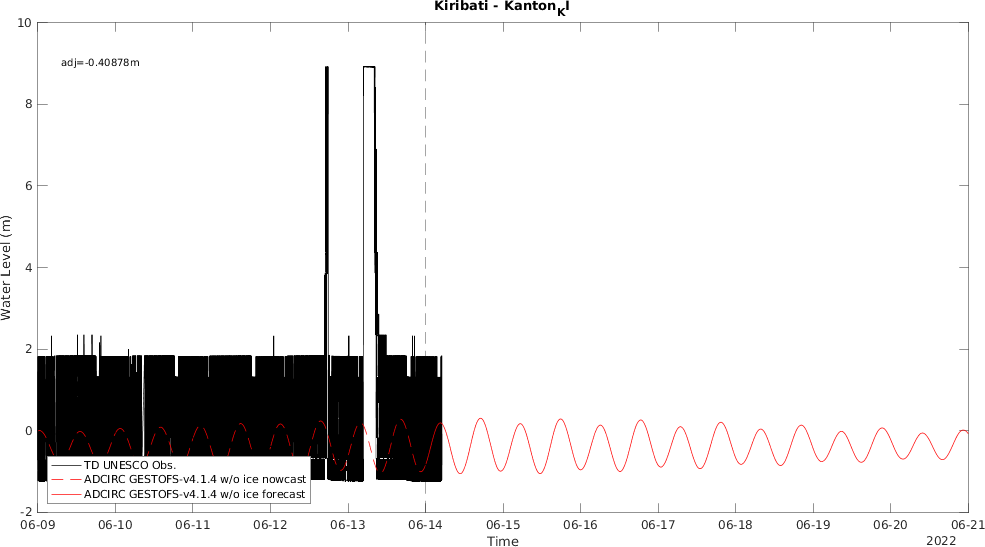 Kiribati - Kanton_KI
adj=-0.40878m
10
8
6
4
2
0
-2
Water Level (m)
TD UNESCO Obs.
ADCIRC GESTOFS-v4.1.4 w/o ice nowcast
ADCIRC GESTOFS-v4.1.4 w/o ice forecast
06-09 06-10 06-11 06-12 06-13 06-14 06-15 06-16 06-17 06-18 06-19 06-20 06-21
Time
2022